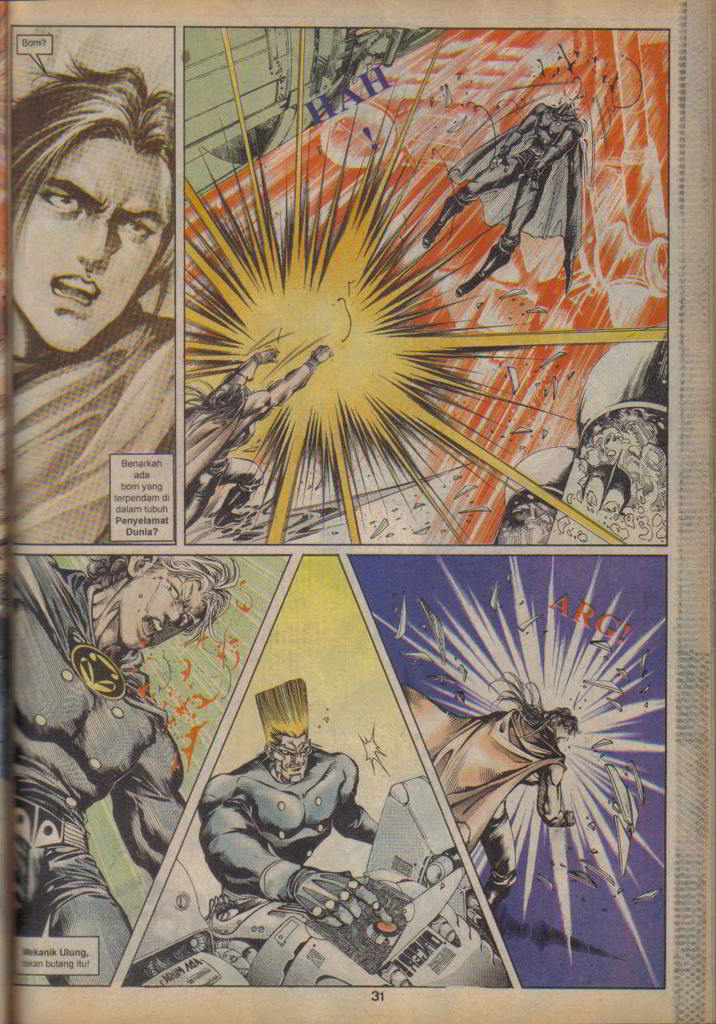 Bom?
HAH
!
Benarkah
ada
bom yang
terpendam di
dalam tubuh
Penyelamat
Dunia?
ARG!
Mekanik Ulung,
tekan butang itu!
31